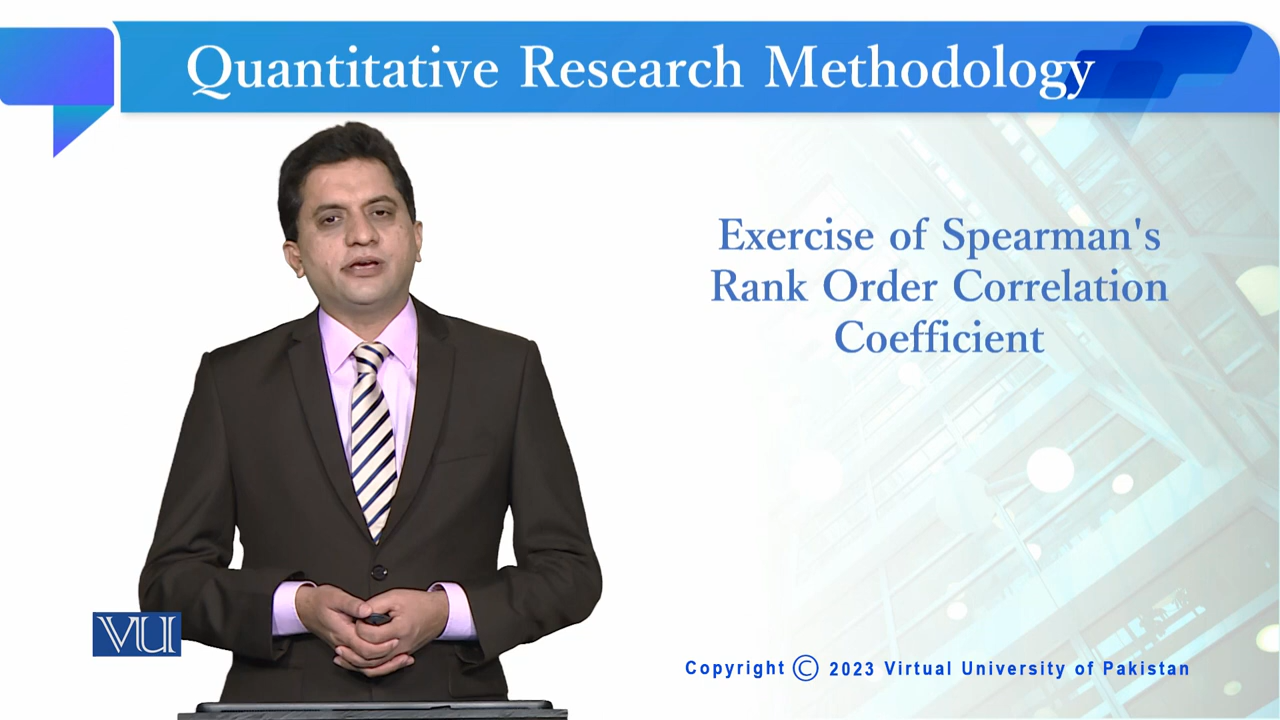 Quantitative Research Methodology
Exercise of Spearman's
Rank Order Correlation
Coefficient
VU
Copyright © 2023 Virtual University of Pakistan